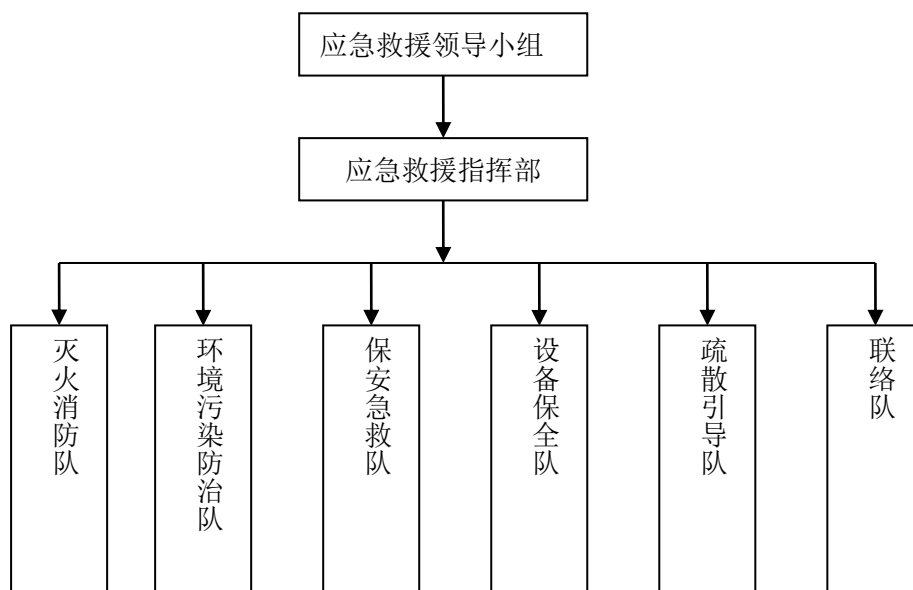 应急救援领导小组
应急救援指挥部
灭火消防队
环境污染防治队
保安急救队
设备保全队
疏散引导队
联络队